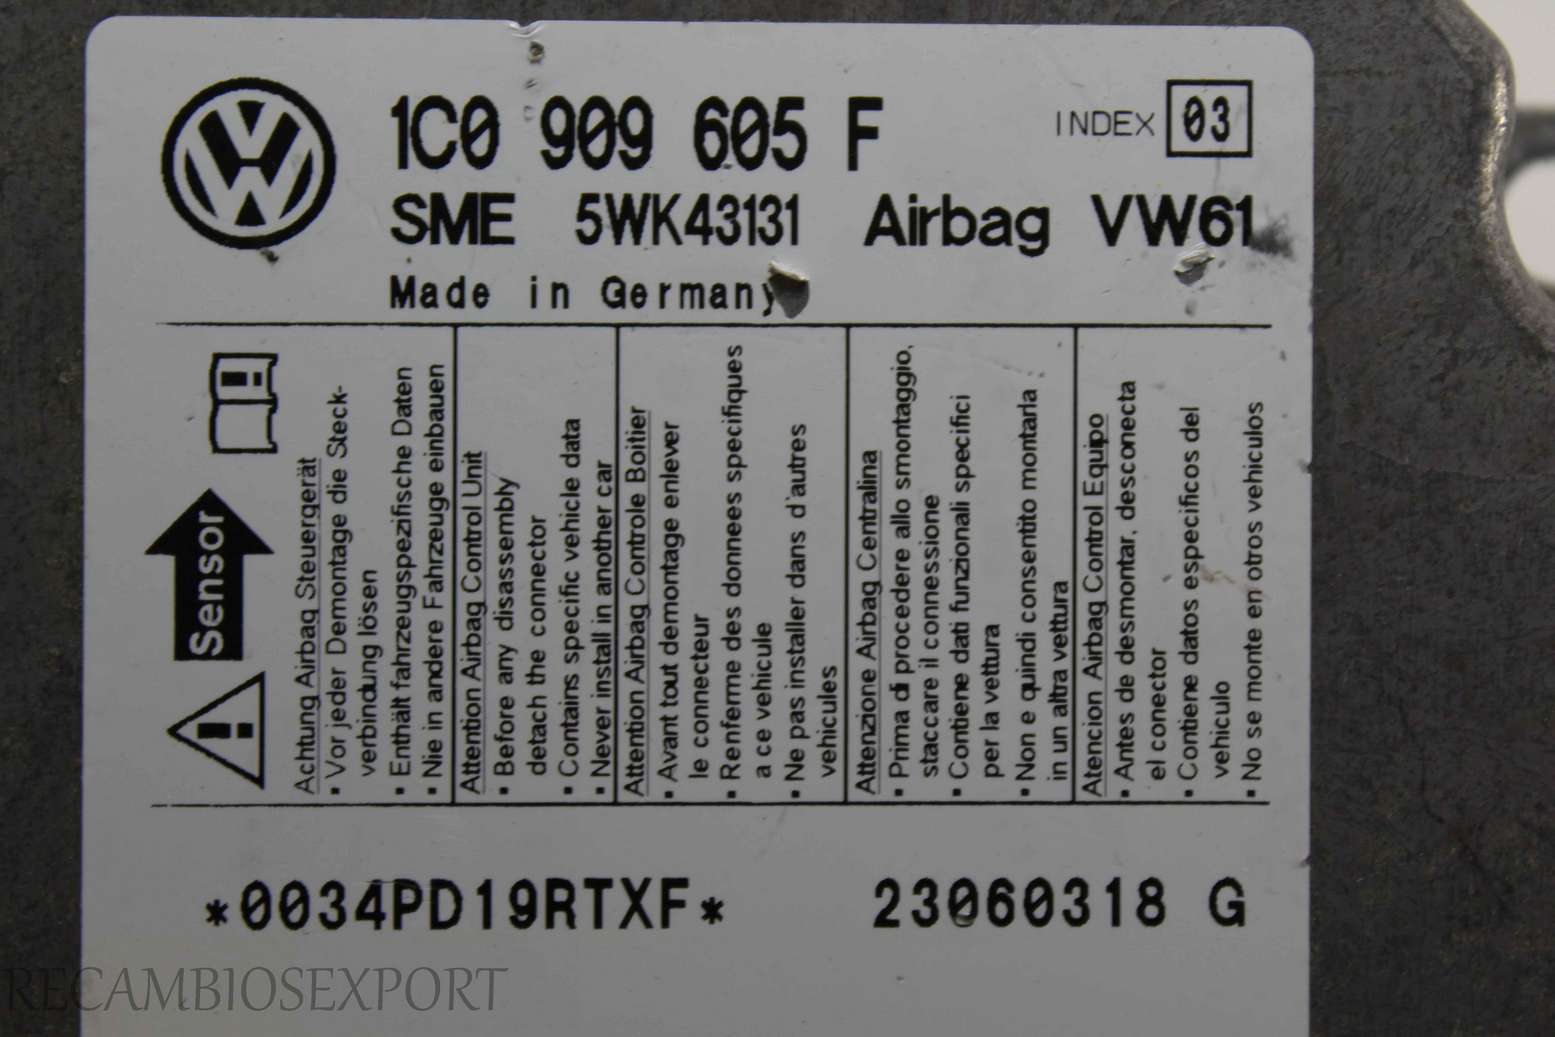 1C0 909 605 F INDEX 03
SME 5WK43131 Airbag VW61
Made in Germany
Sensor
Achtung Airbag Steuergerät
• Vor jeder Demontage die Steck-
verbindung lösen
• Enthält fahrzeugspezifische Daten
• Nie in andere Fahrzeuge einbauen
Attention Airbag Control Unit
• Before any disassembly
detach the connector
• Contains specific vehicle data
• Never install in another car
Attention Airbag Controle Boitier
• Avant tout demontage enlever
le connecteur
• Renferme des donnees specifiques
a ce vehicule
• Ne pas installer dans d'autres
vehicules
Attenzione Airbag Centralina
• Prima di procedere allo smontaggio,
staccare il connessione
• Contiene dati funzionali specifici
per la vettura
• Non e quindi consentito montarla
in un altra vettura
Atencion Airbag Control Equipo
• Antes de desmontar, desconecta
el conector
• Contiene datos especificos del
vehiculo
• No se monte en otros vehiculos
*0034PD19RTXF* 23060318 G
RECAMBIOSEXPORT